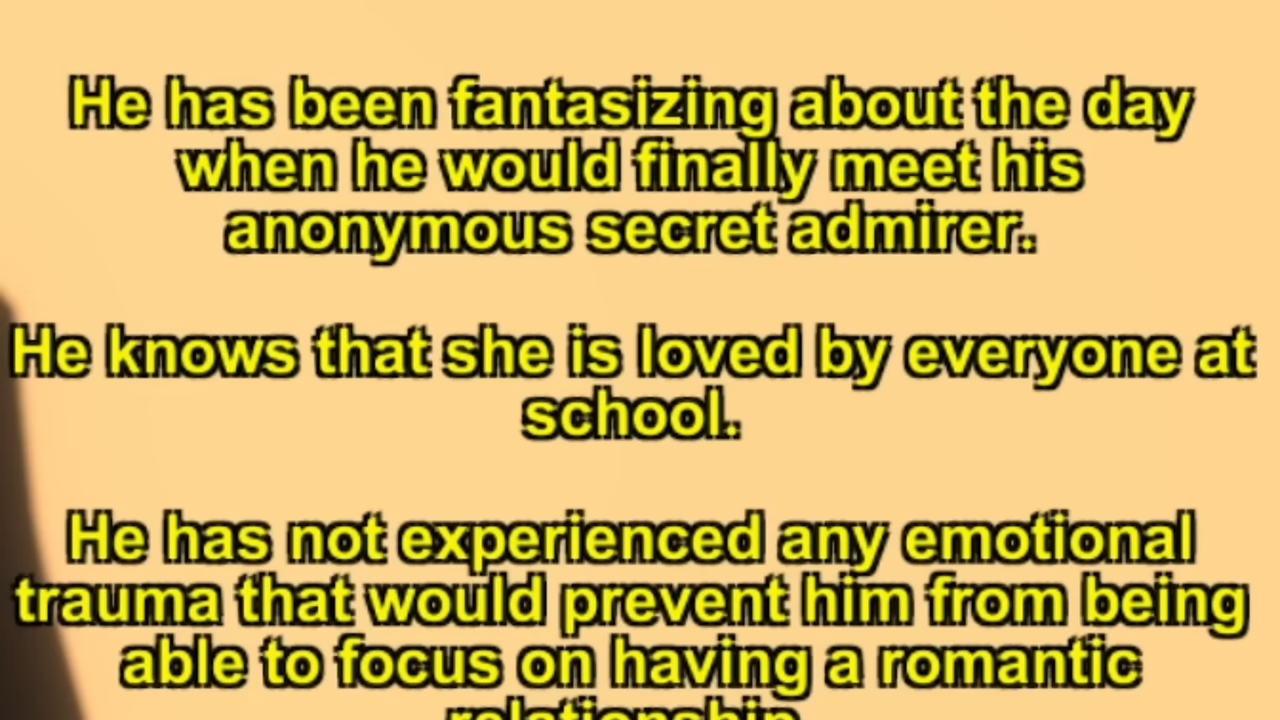 He has been fantasizing about the day
when he would finally meet his
anonymous secret admirer.
He knows that she is loved by everyone at
school.
He has not experienced any emotional
trauma that would prevent him from being
able to focus on having a romantic
relationship.